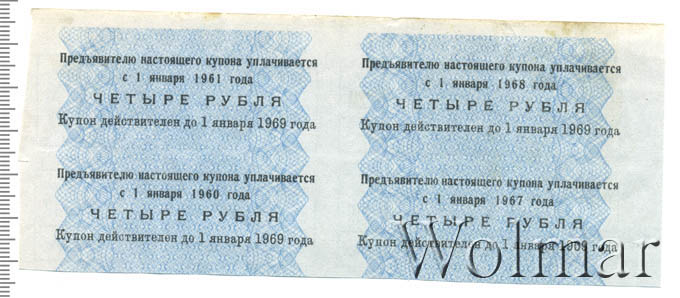 Предъявителю настоящего купона уплачивается
с 1 января 1961 года
ЧЕТЫРЕ РУБЛЯ
Купон действителен до 1 января 1969 года
Предъявителю настоящего купона уплачивается
с 1 января 1960 года
ЧЕТЫРЕ РУБЛЯ
Купон действителен до 1 января 1969 года
Предъявителю настоящего купона уплачивается
с 1 января 1968 года
ЧЕТЫРЕ РУБЛЯ
Купон действителен до 1 января 1969 года
Предъявителю настоящего купона уплачивается
с 1 января 1967 года
ЧЕТЫРЕ РУБЛЯ
Купон действителен до 1 января 1969 года
Wolmar